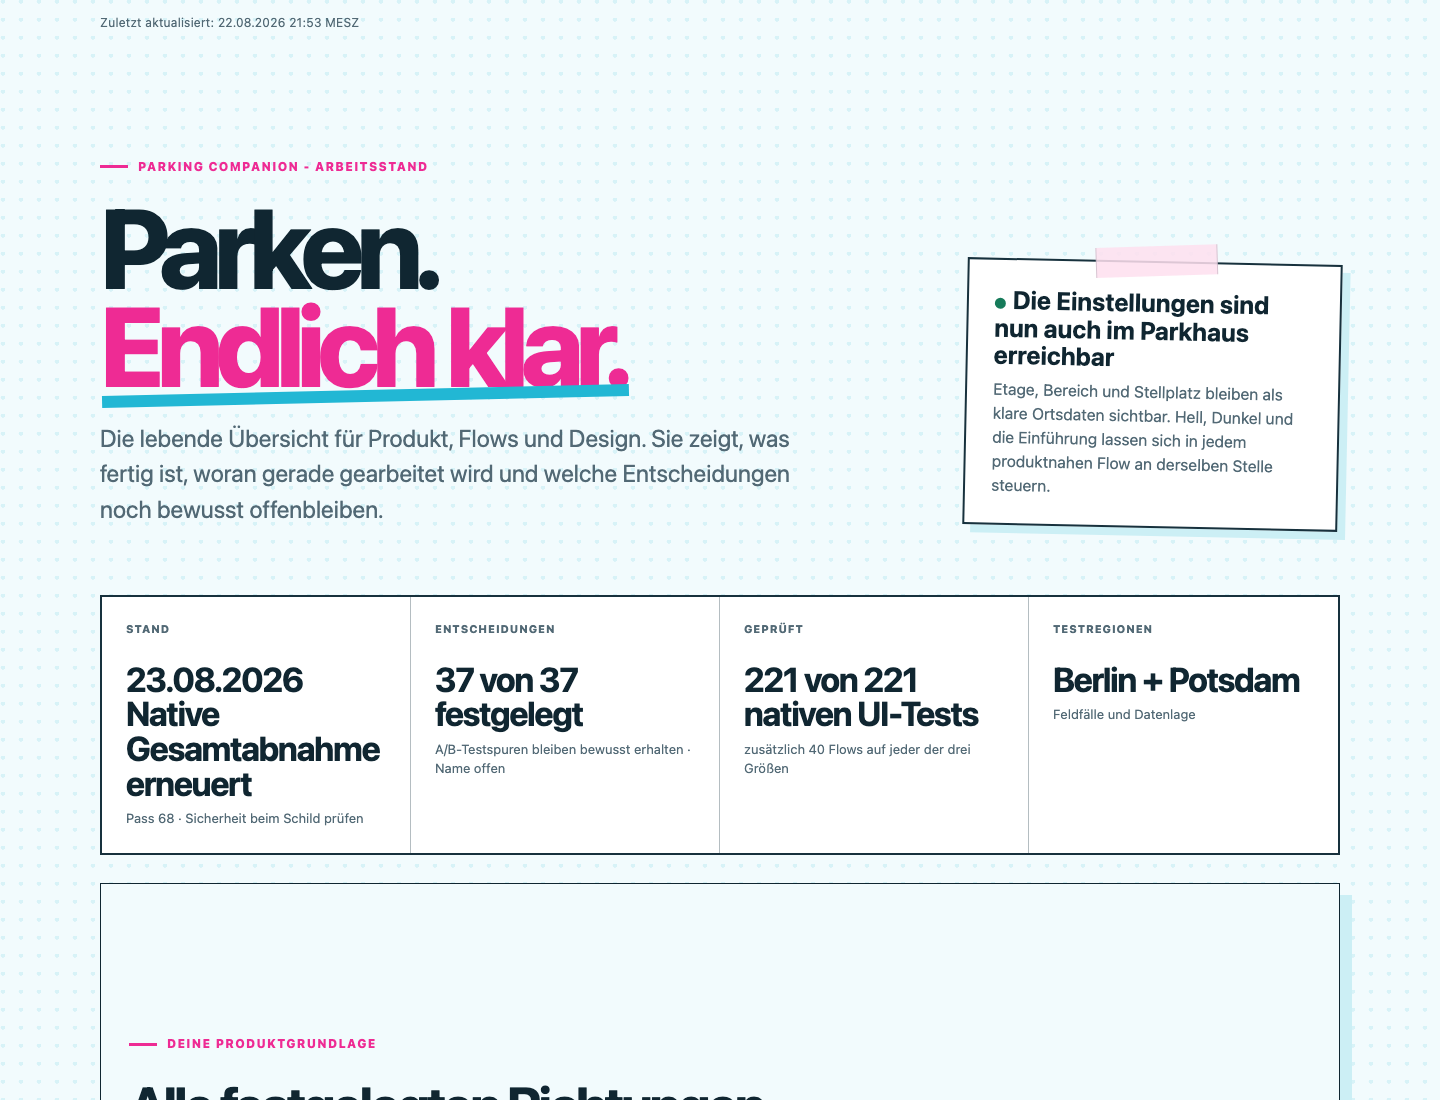 Zuletzt aktualisiert: 22.08.2026 21:53 MESZ
PARKING COMPANION - ARBEITSSTAND
Parken.
Endlich klar.
Die lebende Übersicht für Produkt, Flows und Design. Sie zeigt, was
fertig ist, woran gerade gearbeitet wird und welche Entscheidungen
noch bewusst offenbleiben.
Die Einstellungen sind
nun auch im Parkhaus
erreichbar
Etage, Bereich und Stellplatz bleiben als
klare Ortsdaten sichtbar. Hell, Dunkel und
die Einführung lassen sich in jedem
produktnahen Flow an derselben Stelle
steuern.
STAND
23.08.2026
Native
Gesamtabnahme
erneuert
Pass 68 · Sicherheit beim Schild prüfen
ENTSCHEIDUNGEN
37 von 37
festgelegt
A/B-Testspuren bleiben bewusst erhalten ·
Name offen
GEPRÜFT
221 von 221
nativen UI-Tests
zusätzlich 40 Flows auf jeder der drei
Größen
TESTREGIONEN
Berlin + Potsdam
Feldfälle und Datenlage
DEINE PRODUKTGRUNDLAGE
Alle festgelegten Richtungen